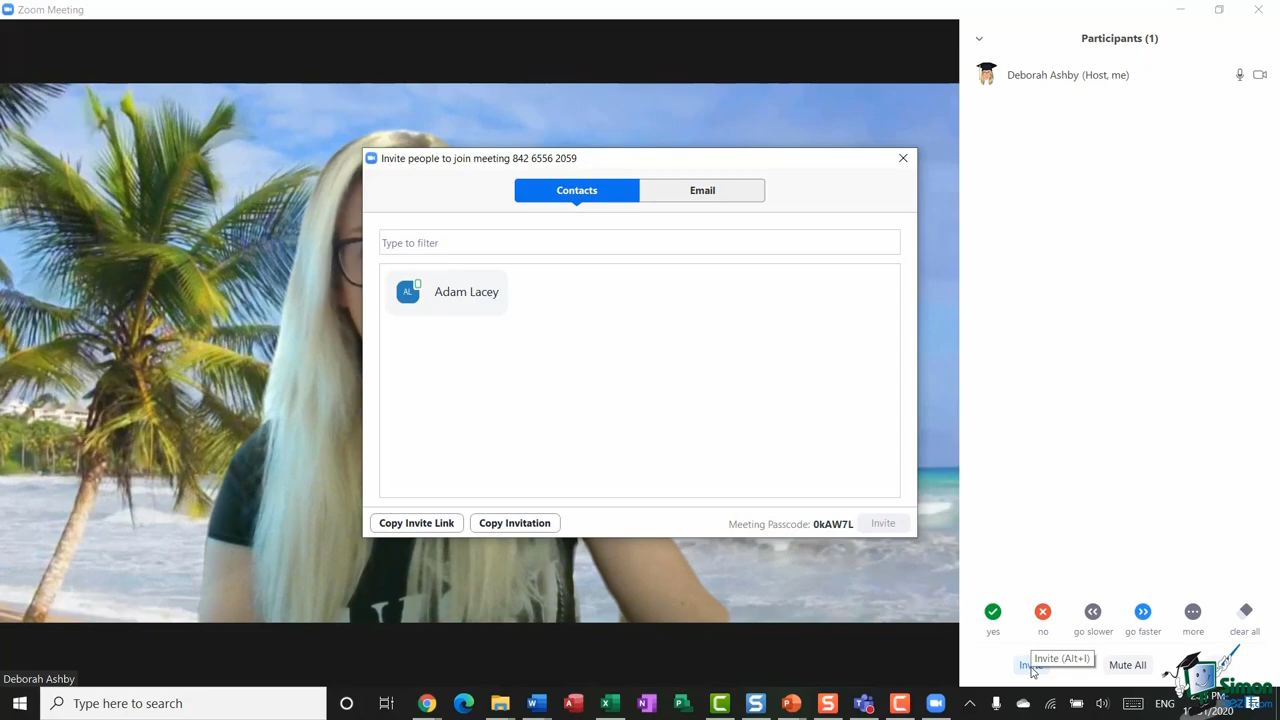 Zoom Meeting
Participants (1)
Deborah Ashby (Host, me)
Invite people to join meeting 842 6556 2059
Contacts
Email
Type to filter
AL
Adam Lacey
Copy Invite Link
Copy Invitation
Meeting Passcode: 0kAW7L
Invite
yes
no
go slower
go faster
more
clear all
Invite (Alt+I)
Mute All
Deborah Ashby
Type here to search
ENG
Simon